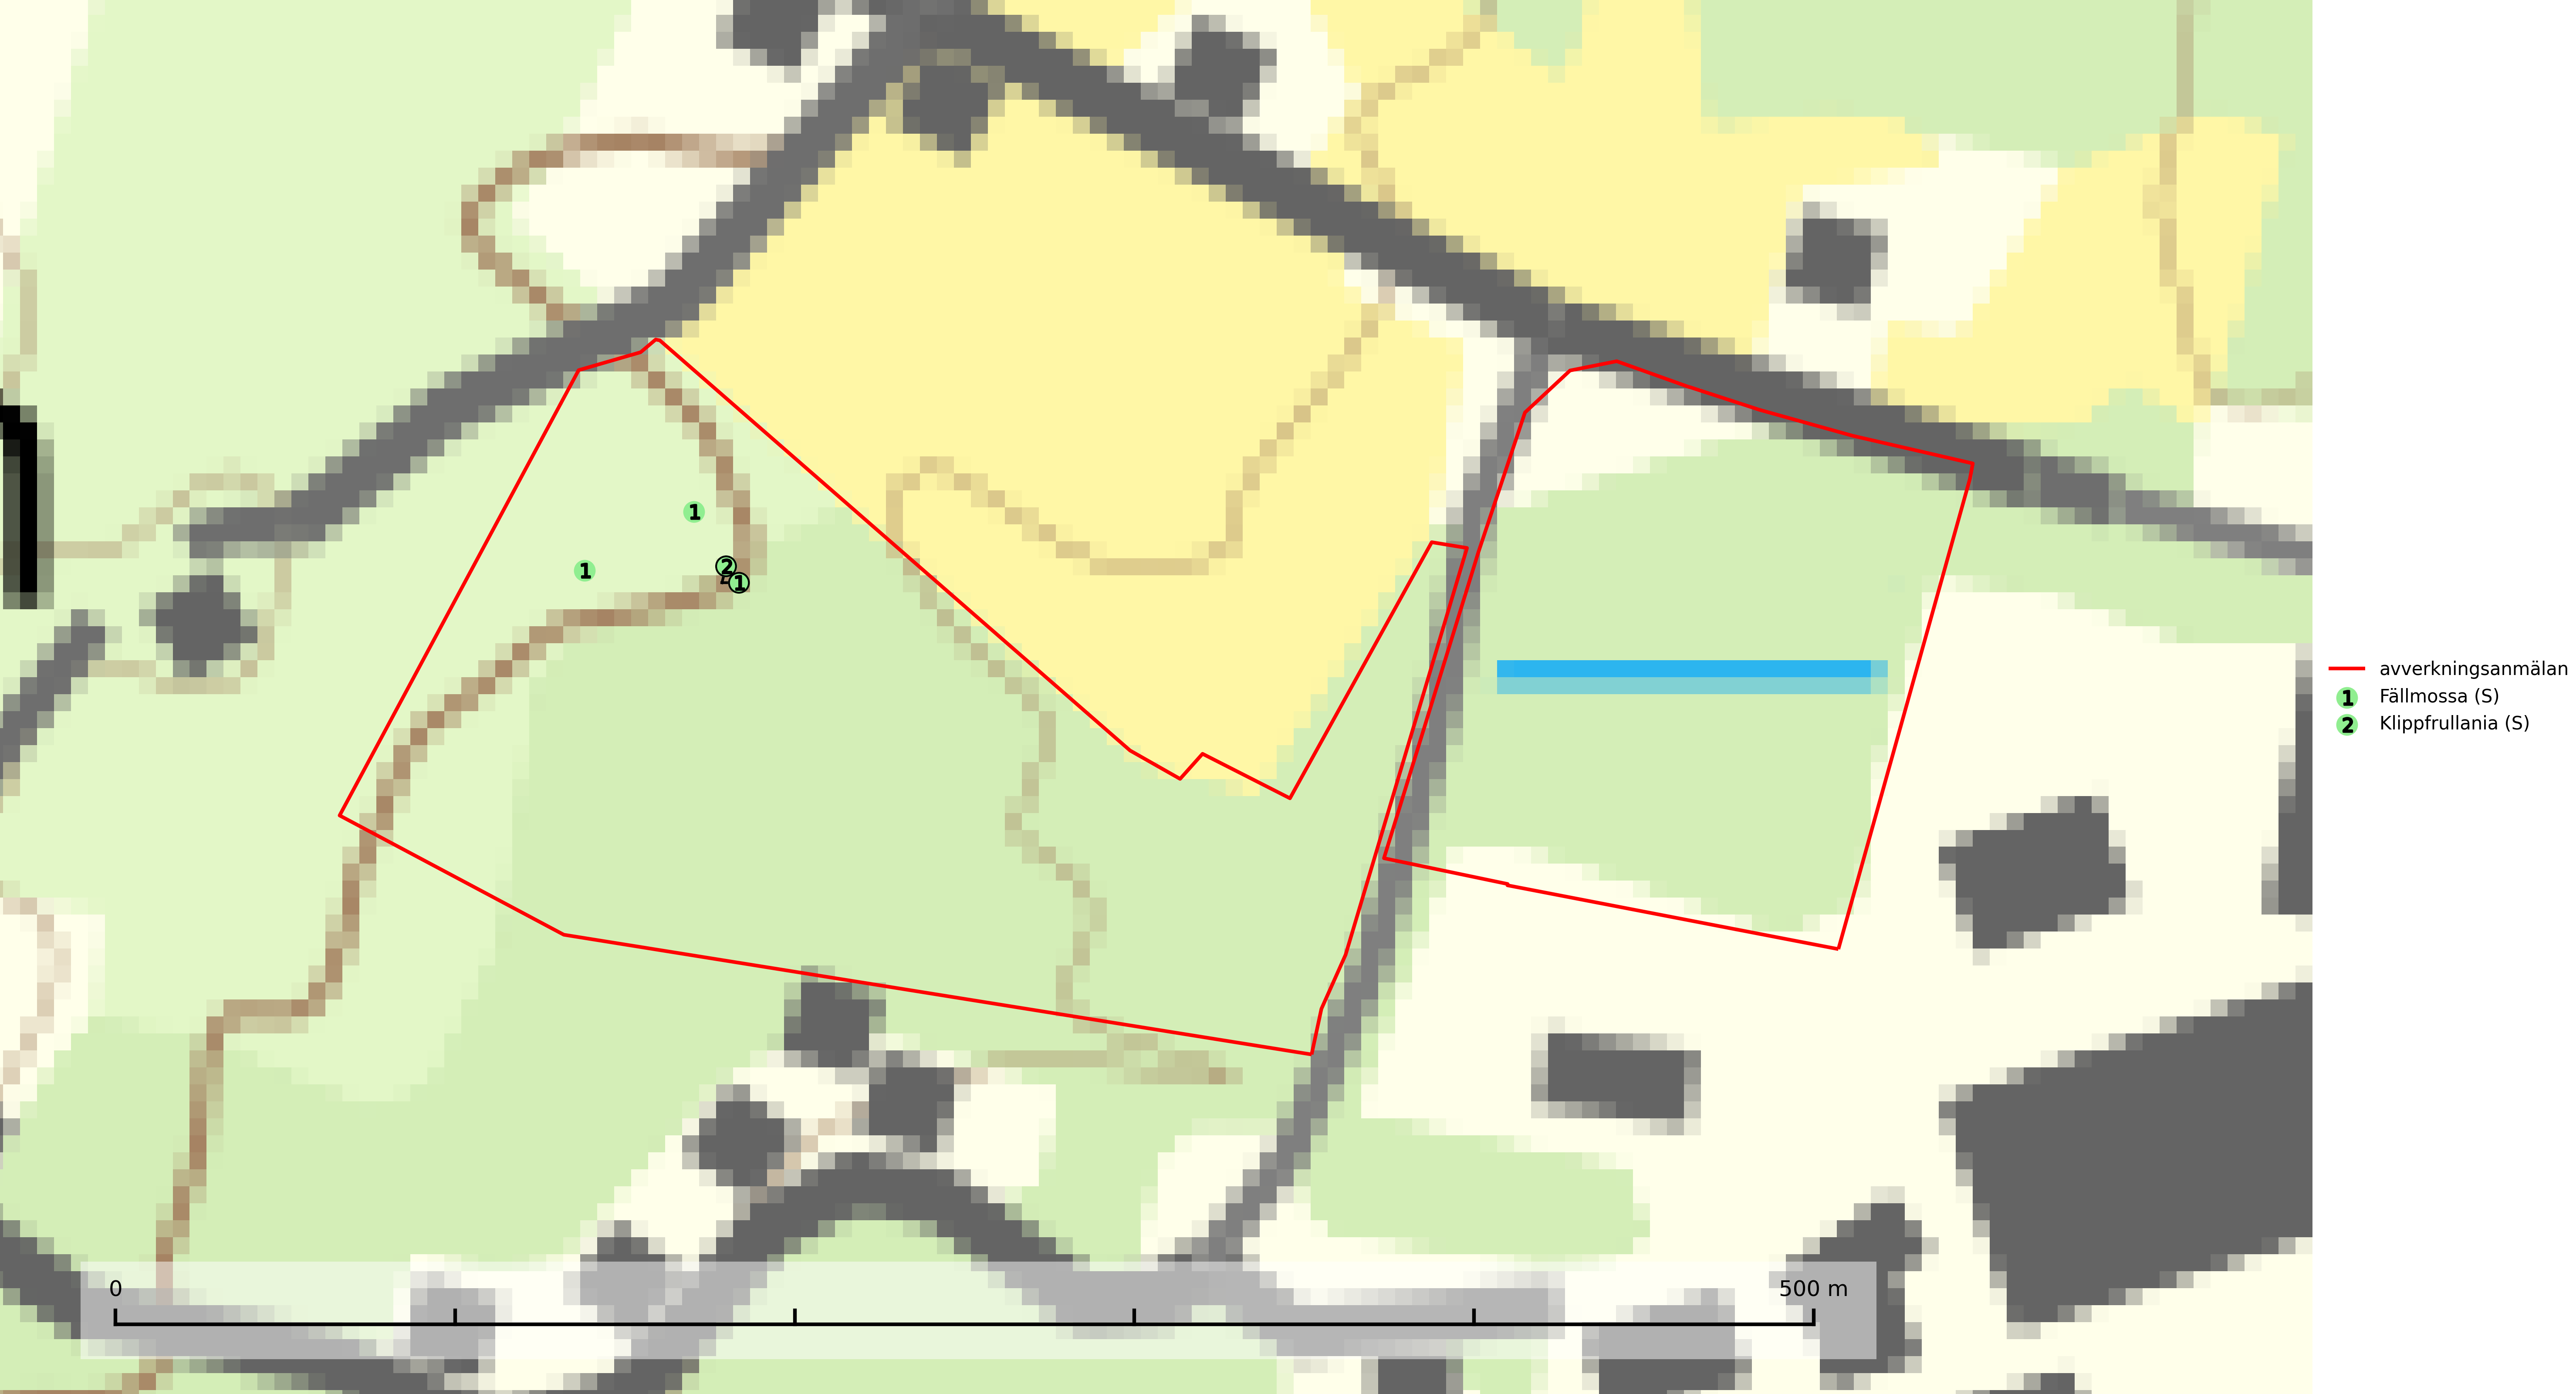 1
1
2
1
avverkningsanmälan
1 Fällmossa (S)
2 Klippfrullania (S)
0 500 m